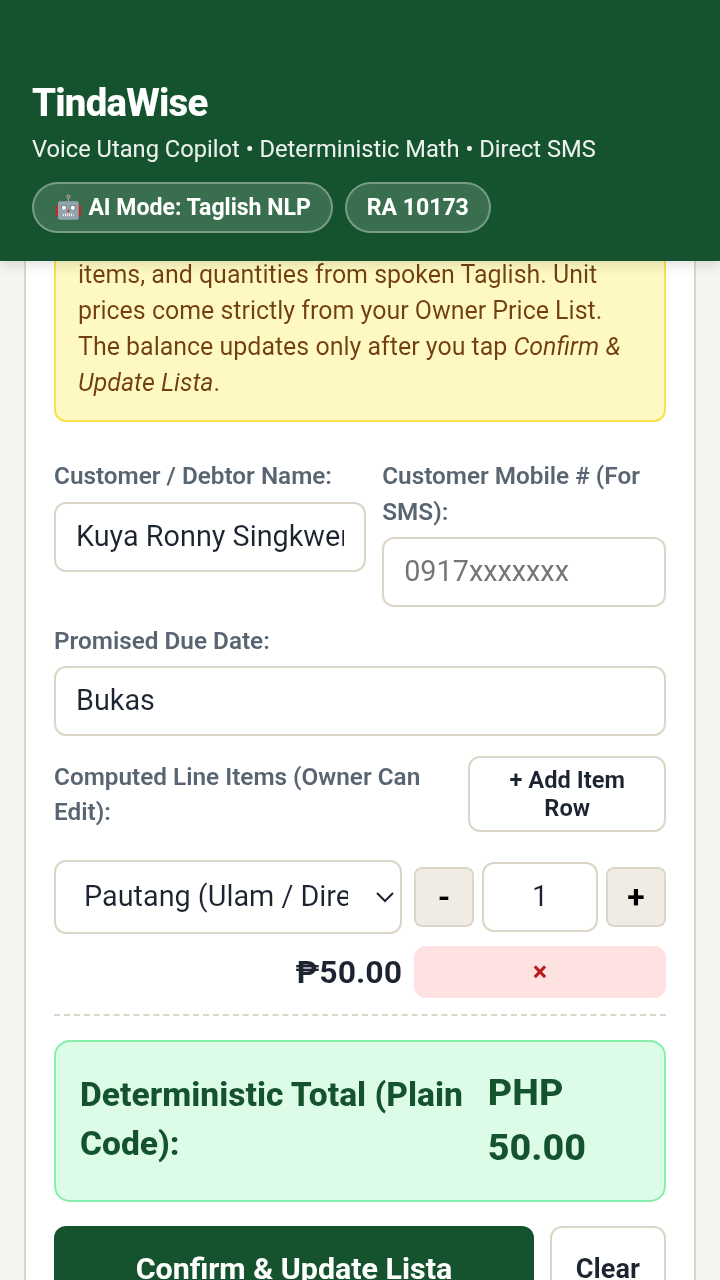 TindaWise
Voice Utang Copilot • Deterministic Math • Direct SMS
🤖 AI Mode: Taglish NLP
RA 10173
items, and quantities from spoken Taglish. Unit
prices come strictly from your Owner Price List.
The balance updates only after you tap Confirm &
Update Lista.
Customer / Debtor Name:
Kuya Ronny Singkwe
Customer Mobile # (For
SMS):
0917xxxxxxx
Promised Due Date:
Bukas
Computed Line Items (Owner Can
Edit):
+ Add Item
Row
Pautang (Ulam / Dire
-
1
+
₱50.00
×
Deterministic Total (Plain
Code):
PHP
50.00
Confirm & Update Lista
Clear